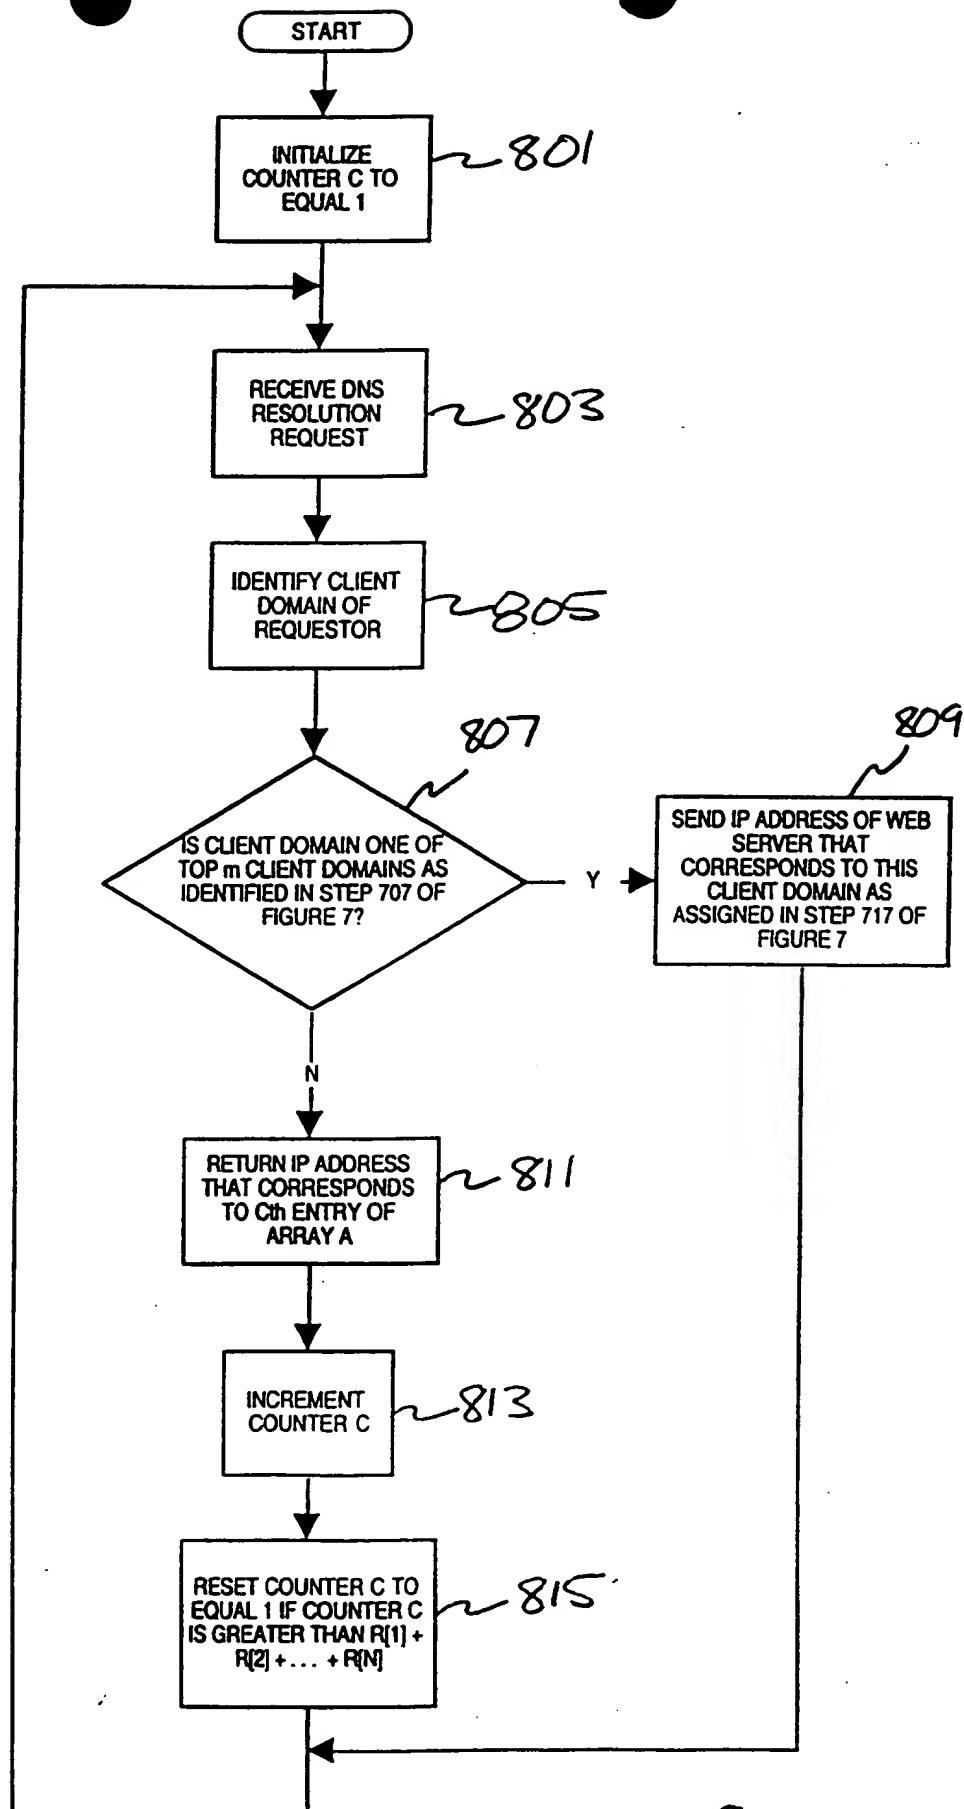 START
INITIALIZE
COUNTER C TO
EQUAL 1
801
RECEIVE DNS
RESOLUTION
REQUEST
803
IDENTIFY CLIENT
DOMAIN OF
REQUESTOR
805
807
IS CLIENT DOMAIN ONE OF
TOP m CLIENT DOMAINS AS
IDENTIFIED IN STEP 707 OF
FIGURE 7?
Y
809
SEND IP ADDRESS OF WEB
SERVER THAT
CORRESPONDS TO THIS
CLIENT DOMAIN AS
ASSIGNED IN STEP 717 OF
FIGURE 7
N
RETURN IP ADDRESS
THAT CORRESPONDS
TO Cth ENTRY OF
ARRAY A
811
INCREMENT
COUNTER C
813
RESET COUNTER C TO
EQUAL 1 IF COUNTER C
IS GREATER THAN R[1] +
R[2] + . . . + R[N]
815